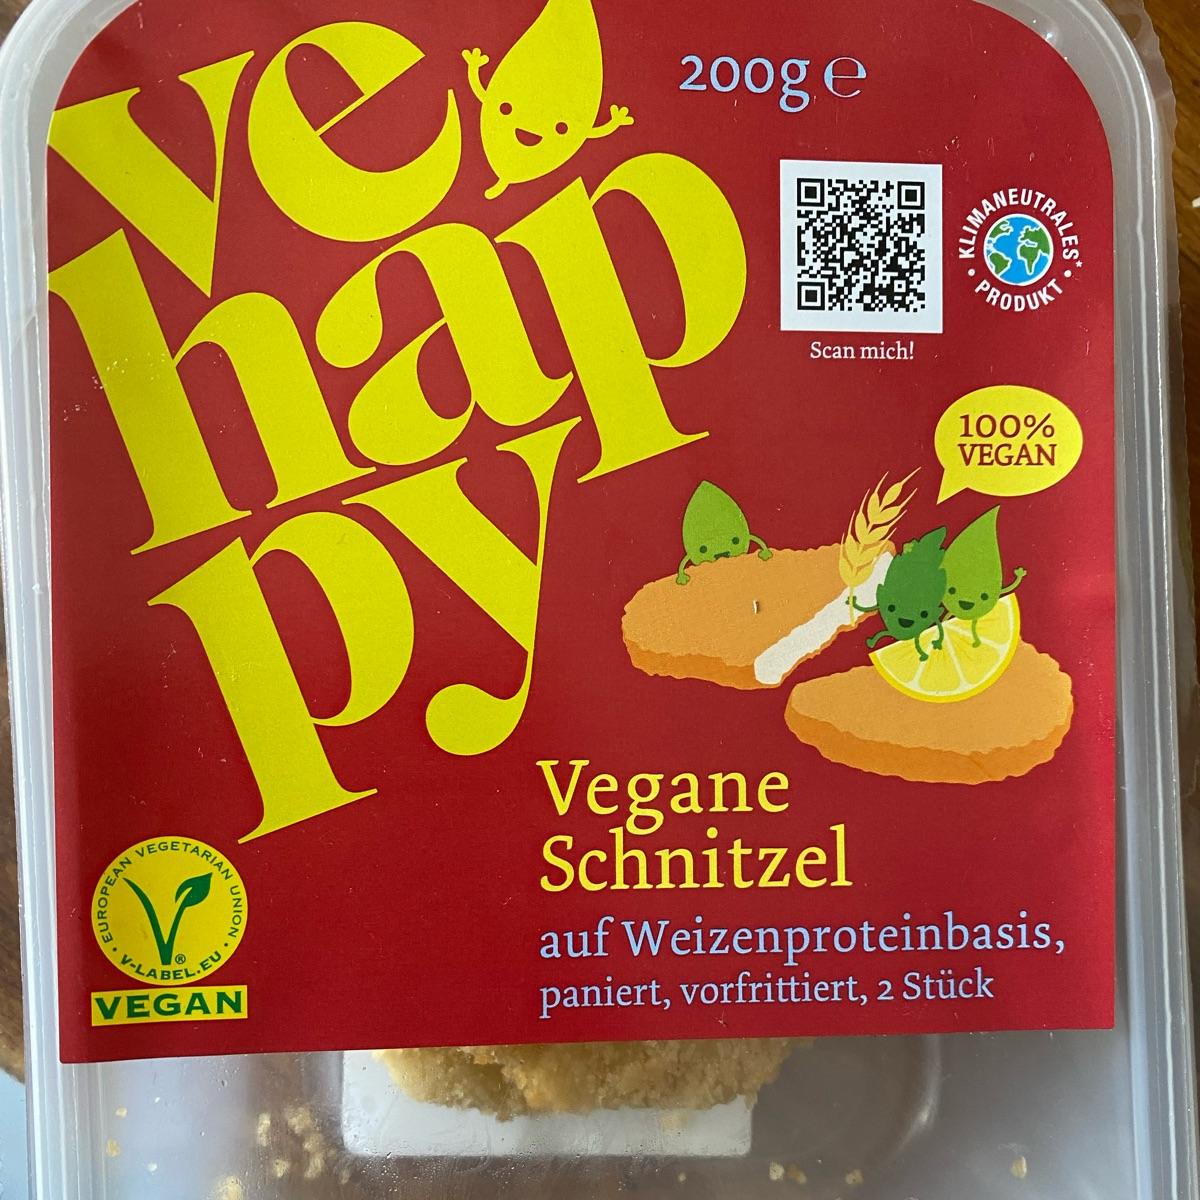 ve
hap
py
200g ℮
KLIMANEUTRALES*
PRODUKT
Scan mich!
100%
VEGAN
Vegane
Schnitzel
auf Weizenproteinbasis,
paniert, vorfrittiert, 2 Stück
EUROPEAN VEGETARIAN UNION
V-LABEL.EU
®
VEGAN